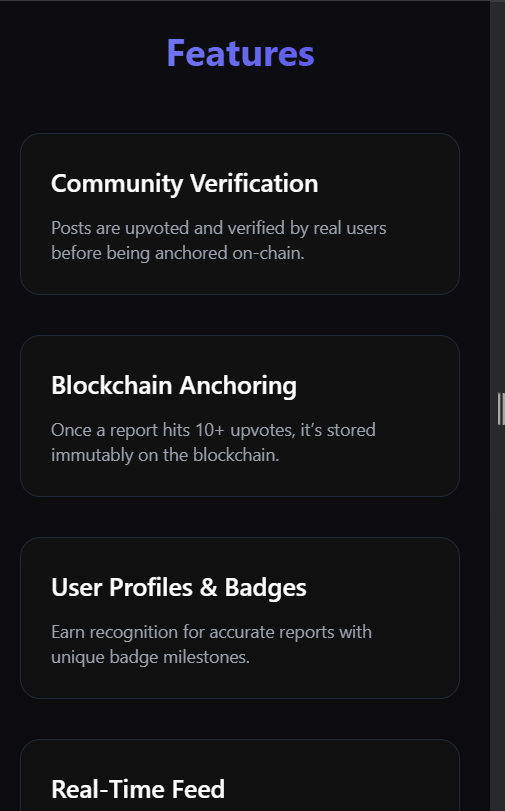 Features
Community Verification
Posts are upvoted and verified by real users
before being anchored on-chain.
Blockchain Anchoring
Once a report hits 10+ upvotes, it’s stored
immutably on the blockchain.
User Profiles & Badges
Earn recognition for accurate reports with
unique badge milestones.
Real-Time Feed